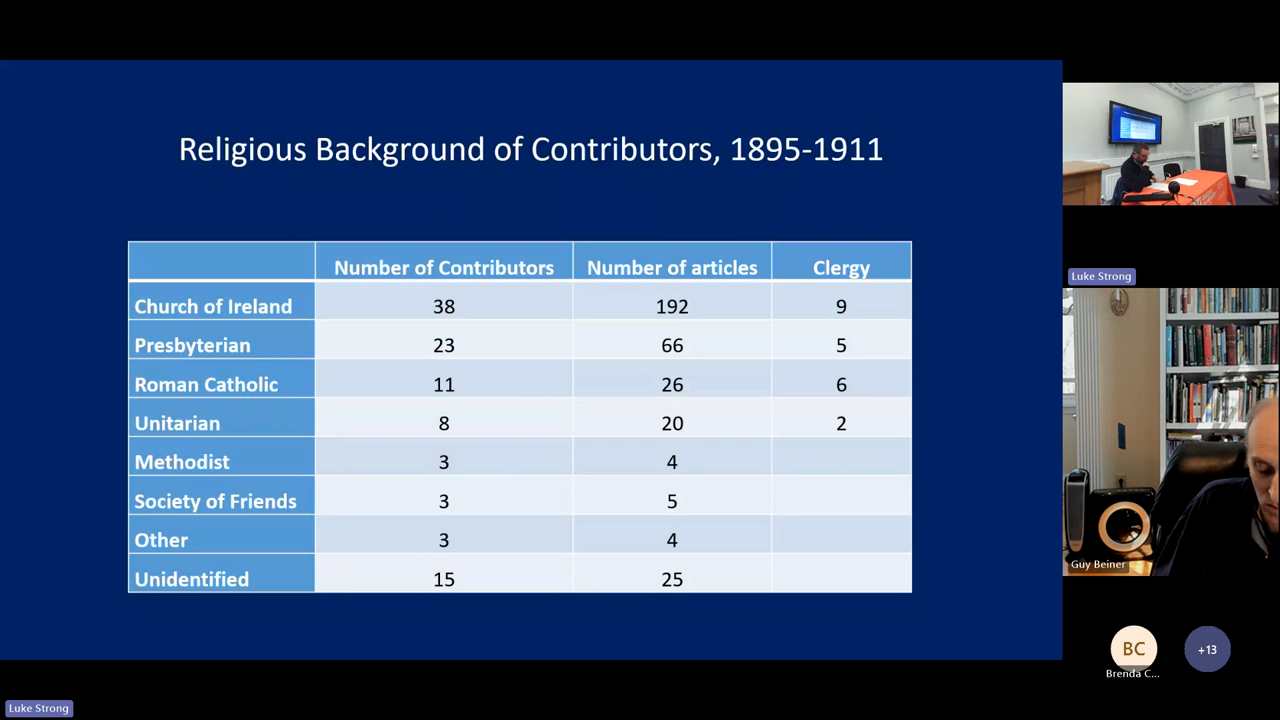 Religious Background of Contributors, 1895-1911
Number of Contributors Number of articles Clergy
Church of Ireland 38 192 9
Presbyterian 23 66 5
Roman Catholic 11 26 6
Unitarian 8 20 2
Methodist 3 4
Society of Friends 3 5
Other 3 4
Unidentified 15 25
Luke Strong
Guy Beiner
BC
Brenda C...
+13
Luke Strong